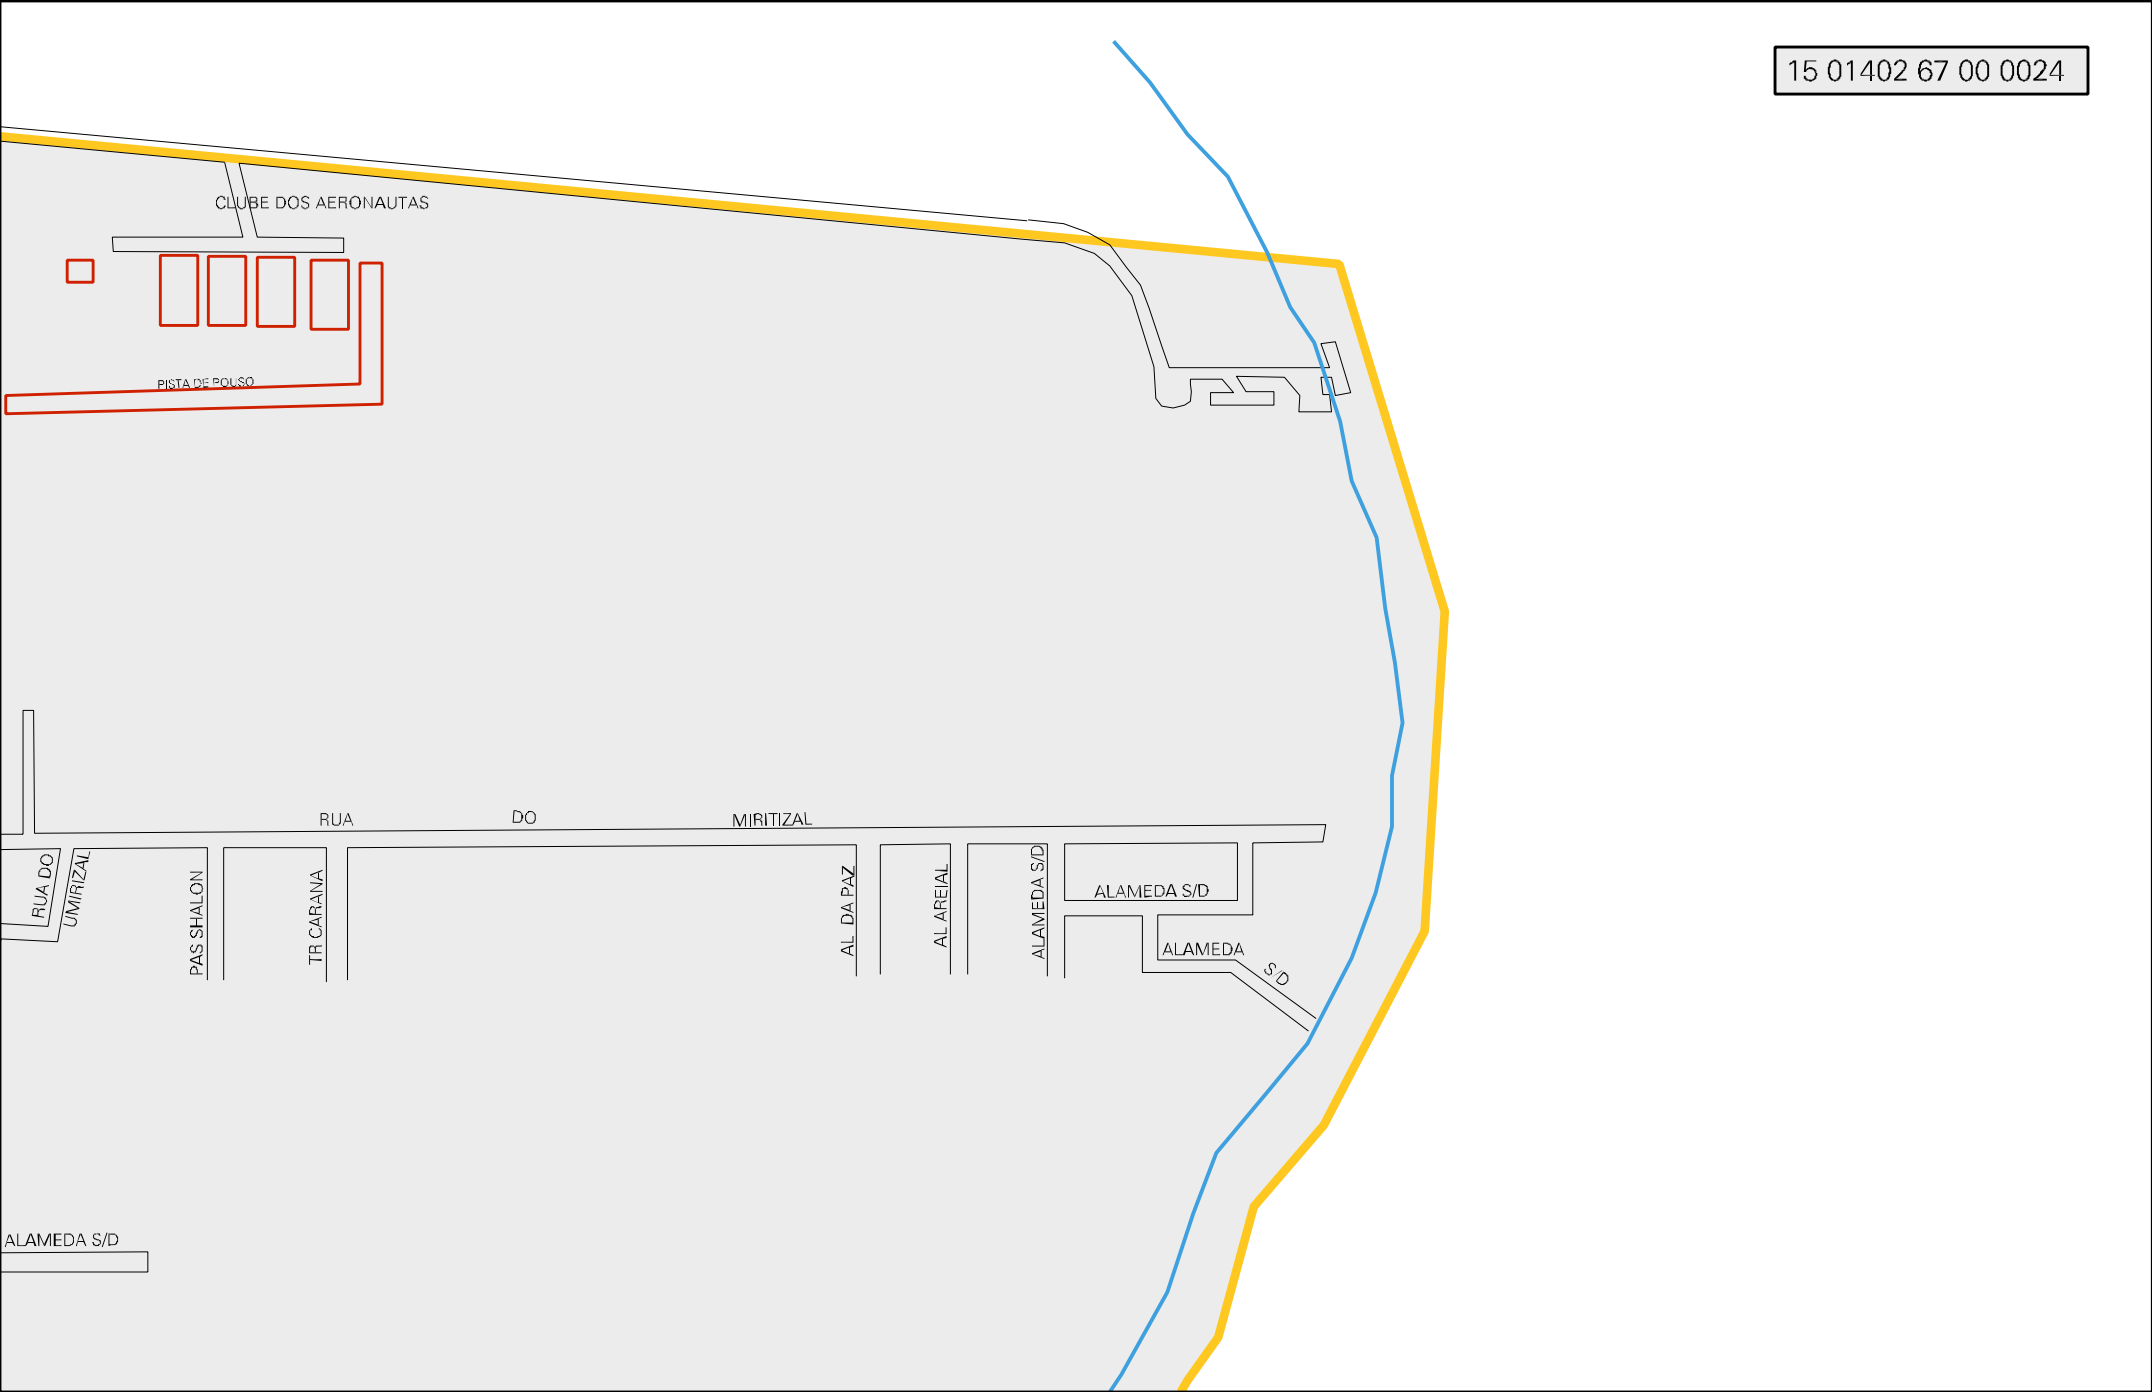 15 01402 67 00 0024
CLUBE DOS AERONAUTAS
PISTA DE POUSO
RUA DO MIRITIZAL
RUA DO
UMIRIZAL
PAS SHALON
TR CARANA
AL DA PAZ
AL AREIAL
ALAMEDA S/D
ALAMEDA S/D
ALAMEDA S/D
ALAMEDA S/D